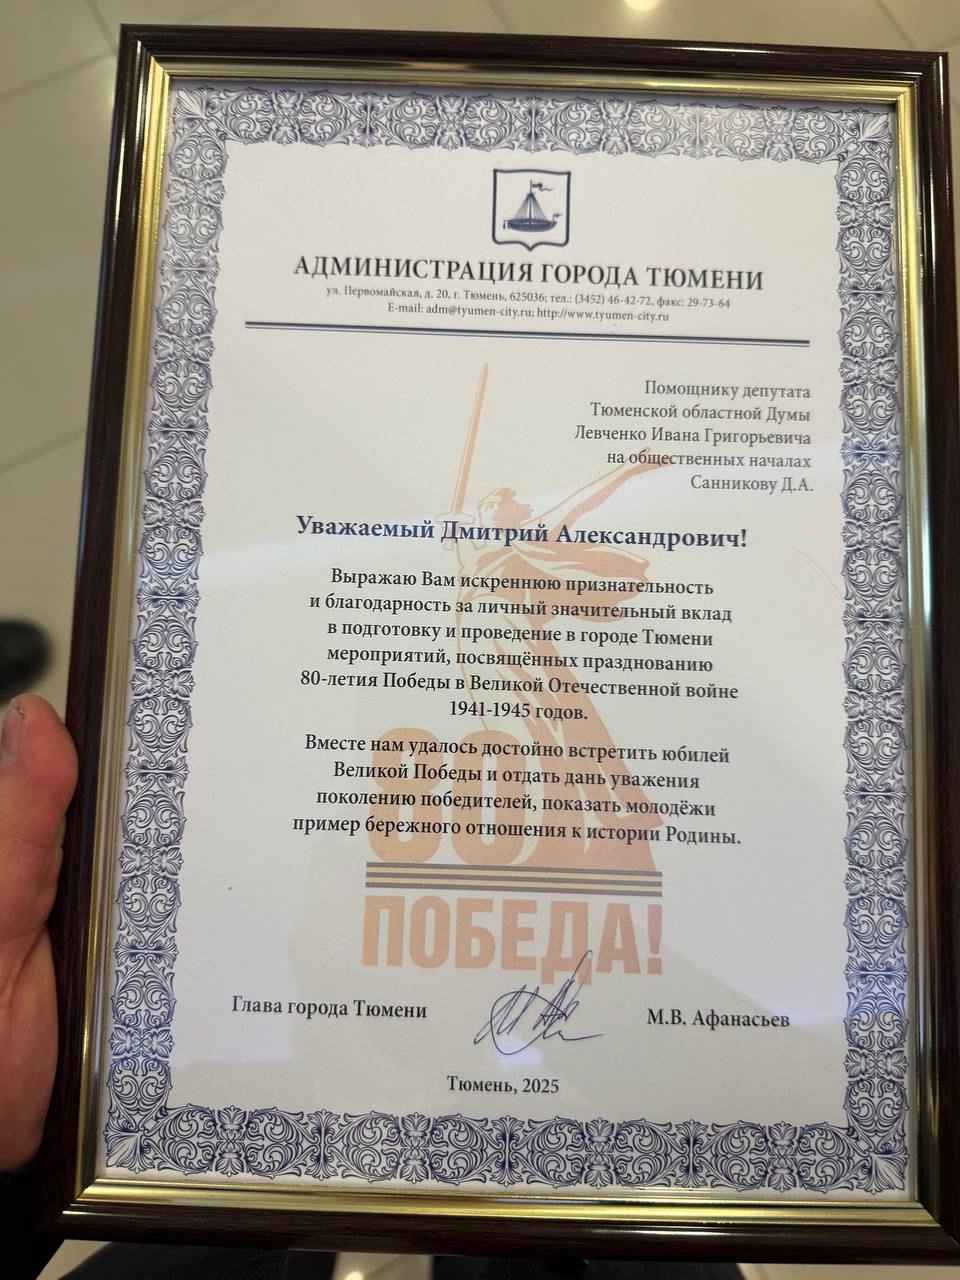 АДМИНИСТРАЦИЯ ГОРОДА ТЮМЕНИ
ул. Первомайская, д. 20, г. Тюмень, 625036; тел.: (3452) 46-42-72, факс: 29-73-64
E-mail: adm@tyumen-city.ru; http://www.tyumen-city.ru
Помощнику депутата
Тюменской областной Думы
Левченко Ивана Григорьевича
на общественных началах
Санникову Д.А.
Уважаемый Дмитрий Александрович!
Выражаю Вам искреннюю признательность
и благодарность за личный значительный вклад
в подготовку и проведение в городе Тюмени
мероприятий, посвящённых празднованию
80-летия Победы в Великой Отечественной войне
1941-1945 годов.
Вместе нам удалось достойно встретить юбилей
Великой Победы и отдать дань уважения
поколению победителей, показать молодёжи
пример бережного отношения к истории Родины.
80
ПОБЕДА!
Глава города Тюмени
М.В. Афанасьев
Тюмень, 2025